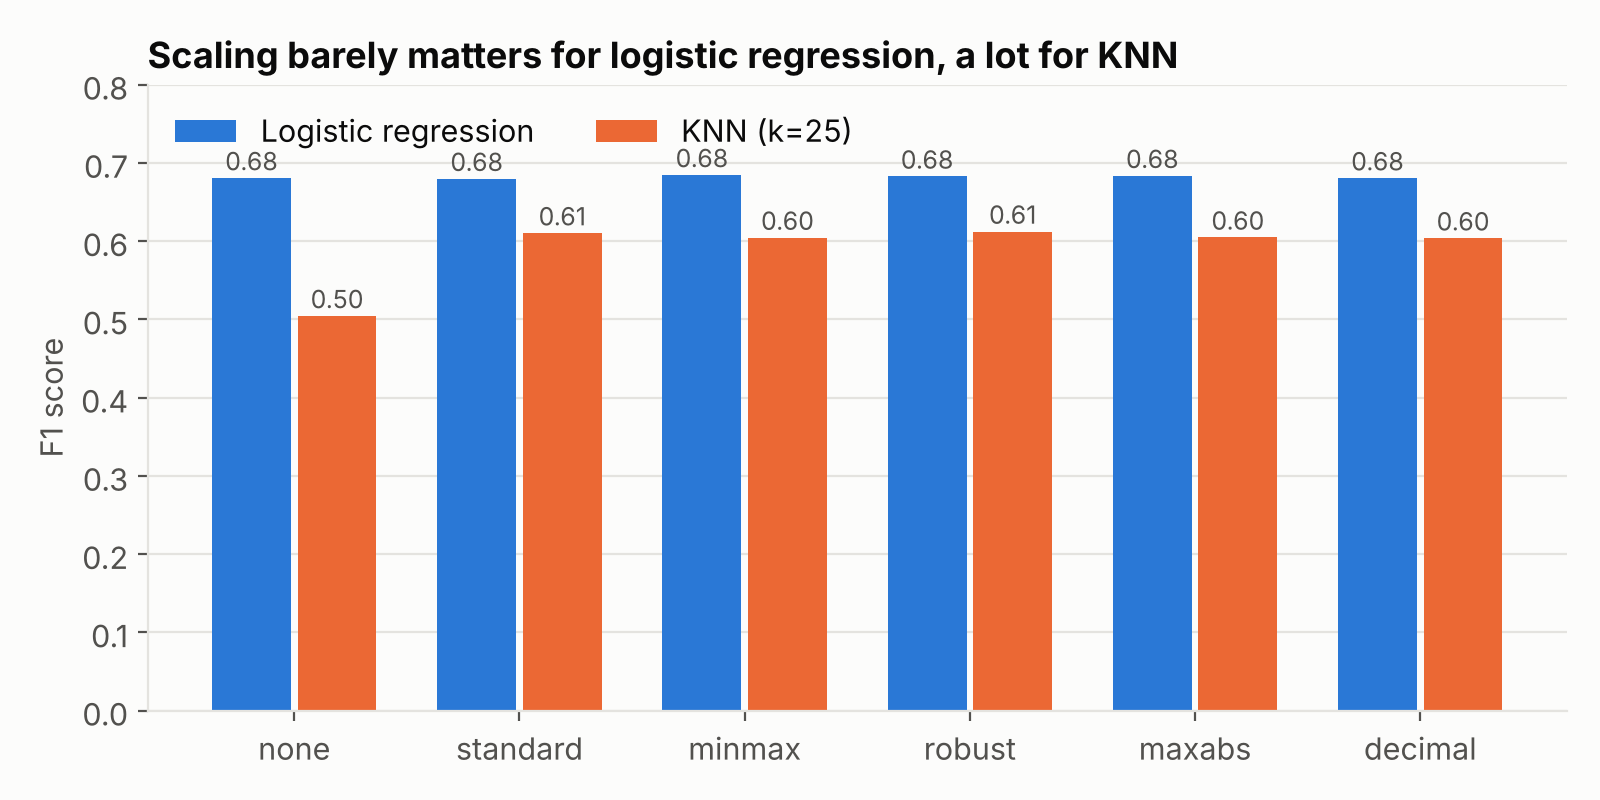 Scaling barely matters for logistic regression, a lot for KNN
Logistic regression
KNN (k=25)
F1 score
0.8
0.7
0.6
0.5
0.4
0.3
0.2
0.1
0.0
0.68
0.50
0.68
0.61
0.68
0.60
0.68
0.61
0.68
0.60
0.68
0.60
none
standard
minmax
robust
maxabs
decimal